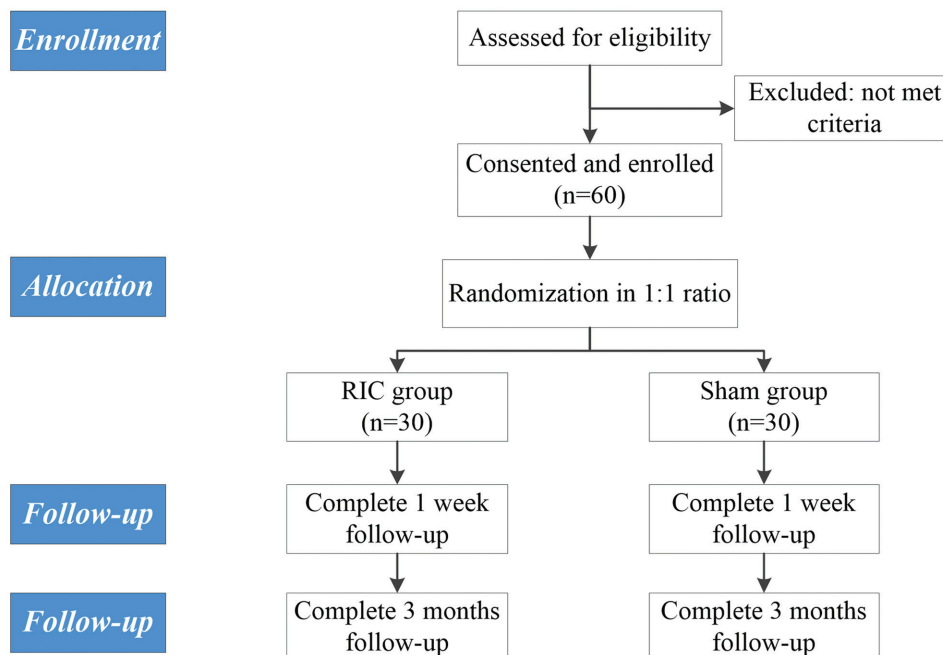 Enrollment
Assessed for eligibility
Excluded: not met
criteria
Consented and enrolled
(n=60)
Allocation
Randomization in 1:1 ratio
RIC group
(n=30)
Sham group
(n=30)
Follow-up
Complete 1 week
follow-up
Complete 1 week
follow-up
Follow-up
Complete 3 months
follow-up
Complete 3 months
follow-up